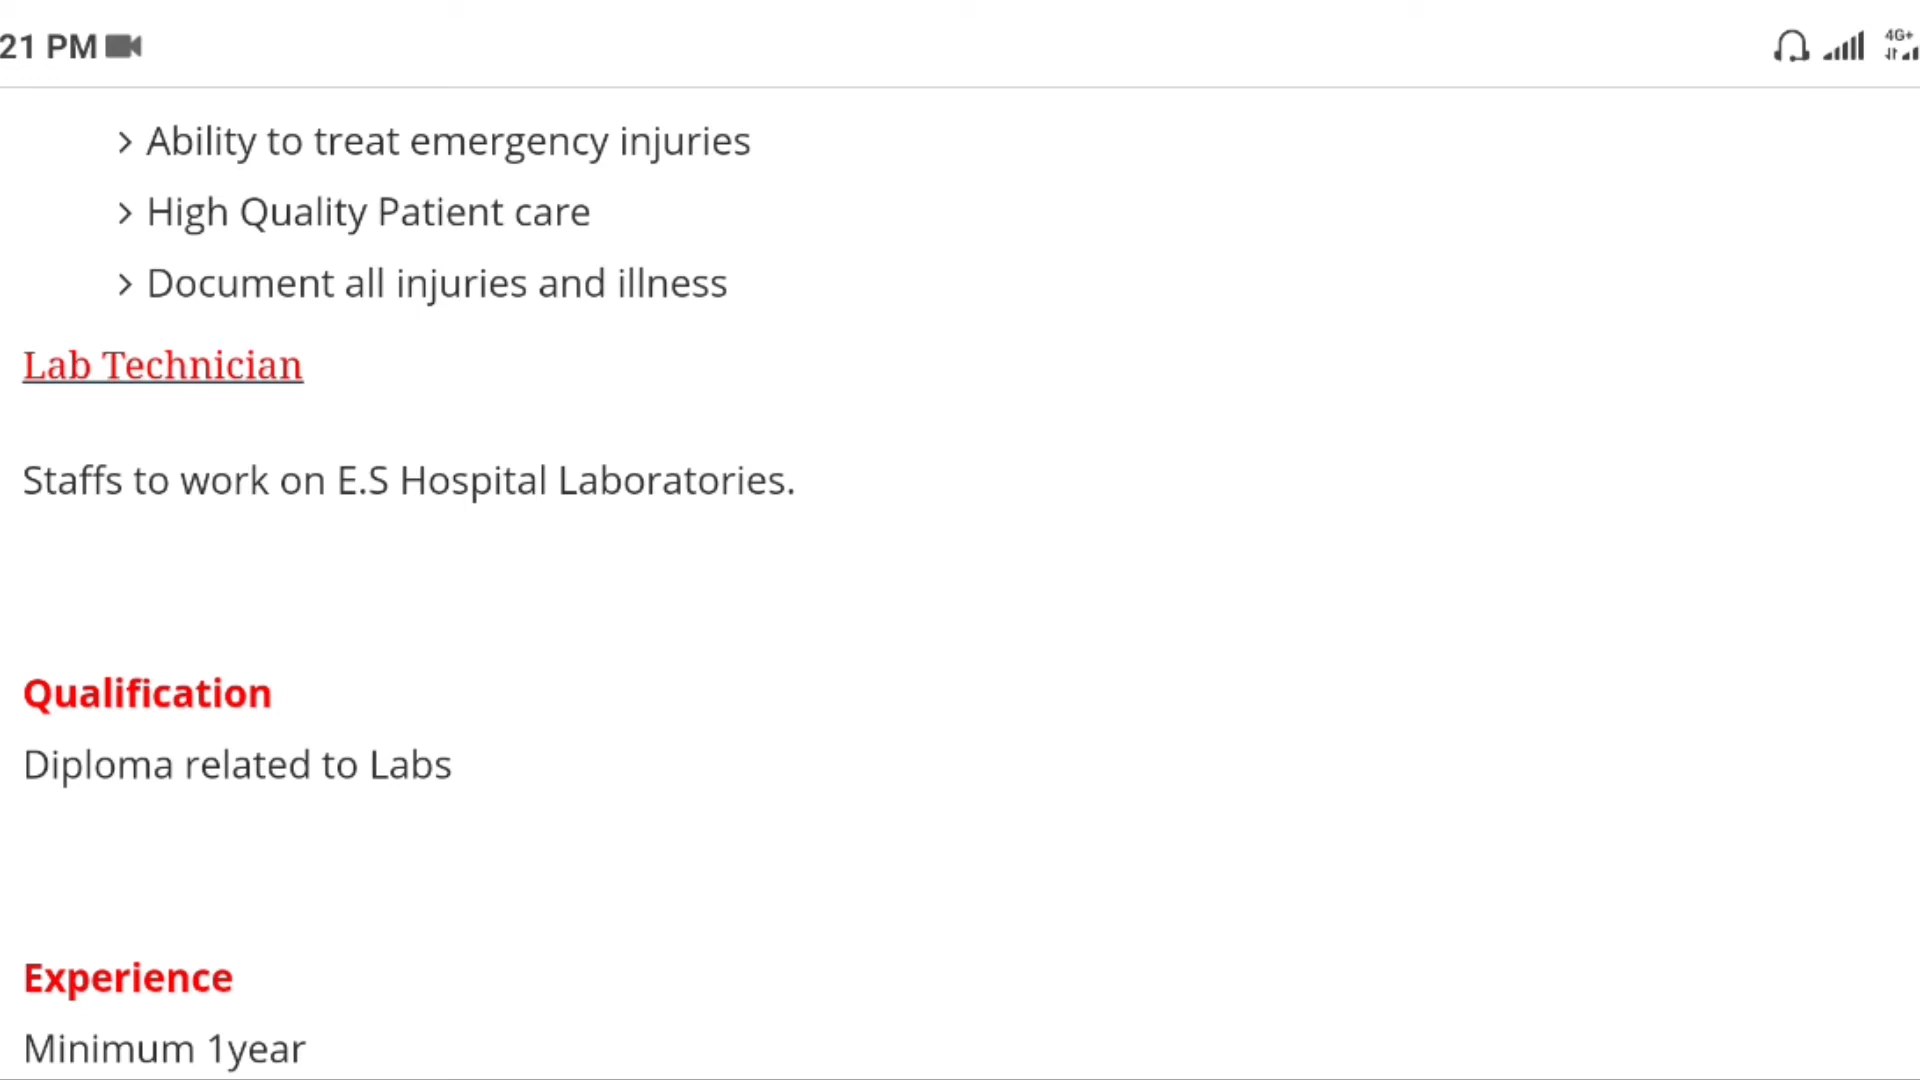 21 PM
4G+
> Ability to treat emergency injuries
> High Quality Patient care
> Document all injuries and illness
Lab Technician
Staffs to work on E.S Hospital Laboratories.
Qualification
Diploma related to Labs
Experience
Minimum 1year